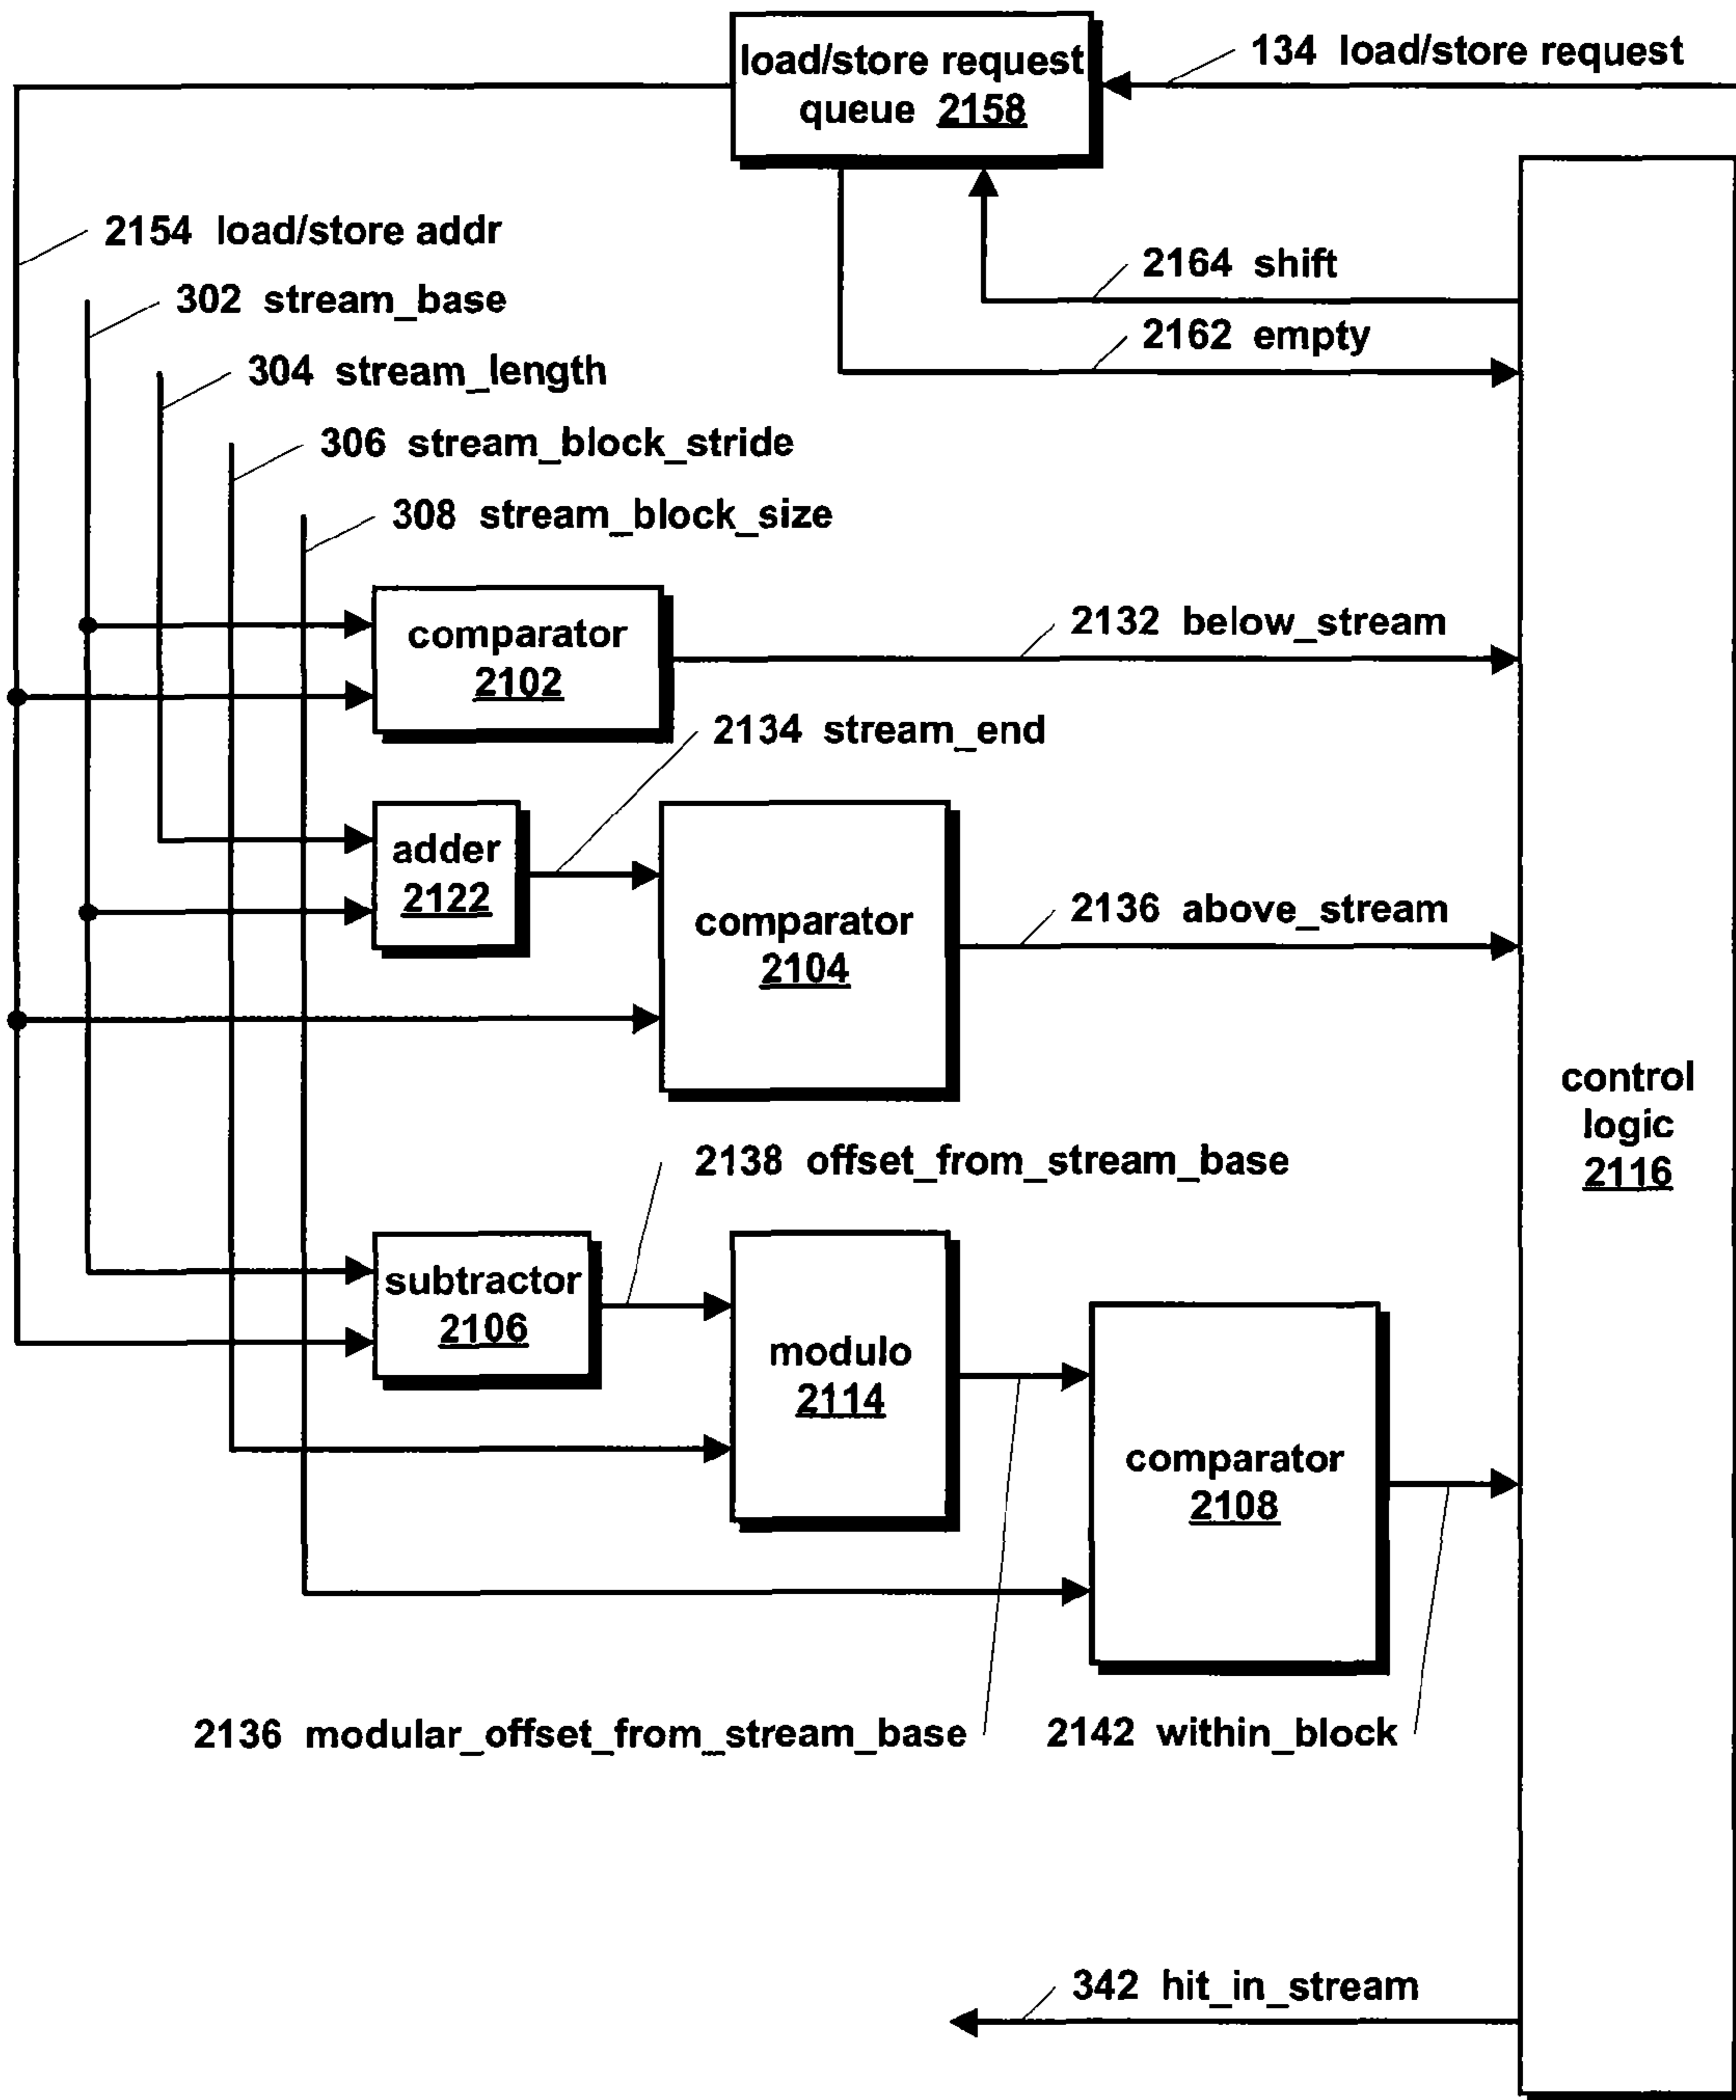 load/store request
queue 2158
134 load/store request
2154 load/store addr
2164 shift
302 stream_base
2162 empty
304 stream_length
306 stream_block_stride
308 stream_block_size
comparator
2102
2132 below_stream
2134 stream_end
adder
2122
comparator
2104
2136 above_stream
control
logic
2116
2138 offset_from_stream_base
subtractor
2106
modulo
2114
comparator
2108
2136 modular_offset_from_stream_base
2142 within_block
342 hit_in_stream